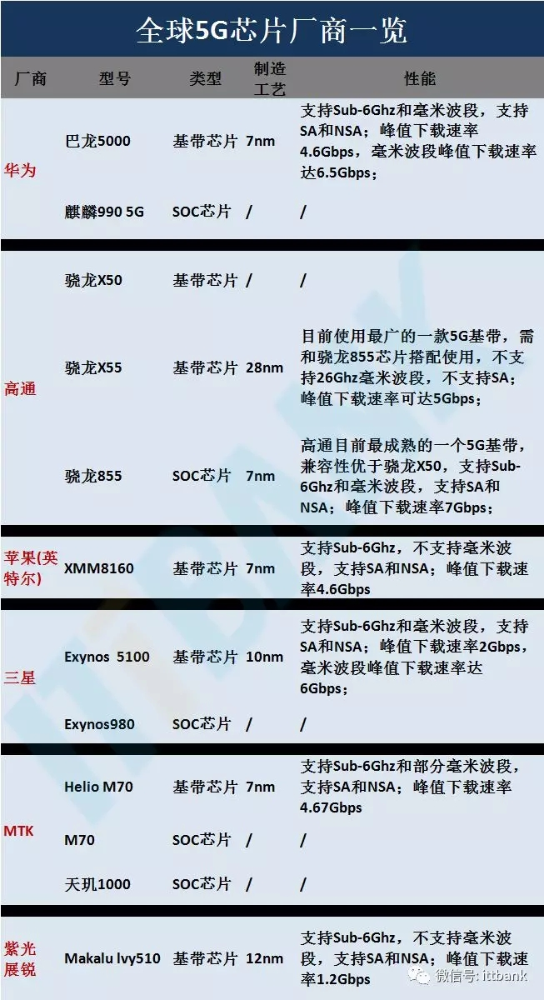 全球5G芯片厂商一览
厂商 型号 类型 制造工艺 性能
华为
巴龙5000 基带芯片 7nm 支持Sub-6Ghz和毫米波段，支持
SA和NSA；峰值下载速率
4.6Gbps，毫米波段峰值下载速率
达6.5Gbps；
麒麟990 5G SOC芯片 / /
高通
骁龙X50 基带芯片 / /
骁龙X55 基带芯片 28nm 目前使用最广的一款5G基带，需
和骁龙855芯片搭配使用，不支
持26Ghz毫米波段，不支持SA；
峰值下载速率可达5Gbps；
骁龙855 SOC芯片 7nm 高通目前最成熟的一个5G基带，
兼容性优于骁龙X50，支持Sub-
6Ghz和毫米波段，支持SA和
NSA；峰值下载速率7Gbps；
苹果(英
特尔)
XMM8160 基带芯片 7nm 支持Sub-6Ghz，不支持毫米波
段，支持SA和NSA；峰值下载速
率4.6Gbps
三星
Exynos 5100 基带芯片 10nm 支持Sub-6Ghz和毫米波段，支持
SA和NSA；峰值下载速率2Gbps，
毫米波段峰值下载速率达
6Gbps；
Exynos980 SOC芯片 / /
MTK
Helio M70 基带芯片 7nm 支持Sub-6Ghz和部分毫米波段，
支持SA和NSA；峰值下载速率
4.67Gbps
M70 SOC芯片 / /
天玑1000 SOC芯片 / /
紫光
展锐
Makalu lvy510 基带芯片 12nm 支持Sub-6Ghz，不支持毫米波
段，支持SA和NSA；峰值下载速
率1.2Gbps
微信号: ittbank
ITtBANK